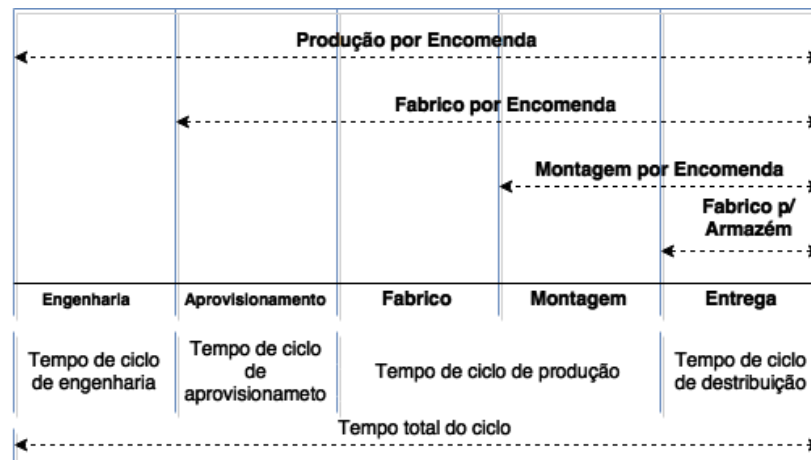 Produção por Encomenda
Fabrico por Encomenda
Montagem por Encomenda
Fabrico p/
Armazém
Engenharia
Aprovisionamento
Fabrico
Montagem
Entrega
Tempo de ciclo
de engenharia
Tempo de ciclo
de
aprovisionameto
Tempo de ciclo de produção
Tempo de ciclo
de destribuição
Tempo total do ciclo